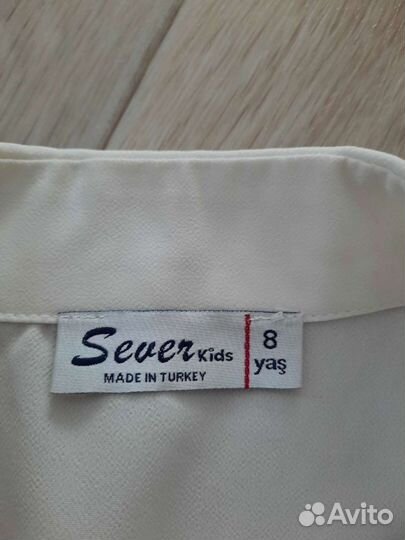 Sever Kids
MADE IN TURKEY
8
yaş
Avito